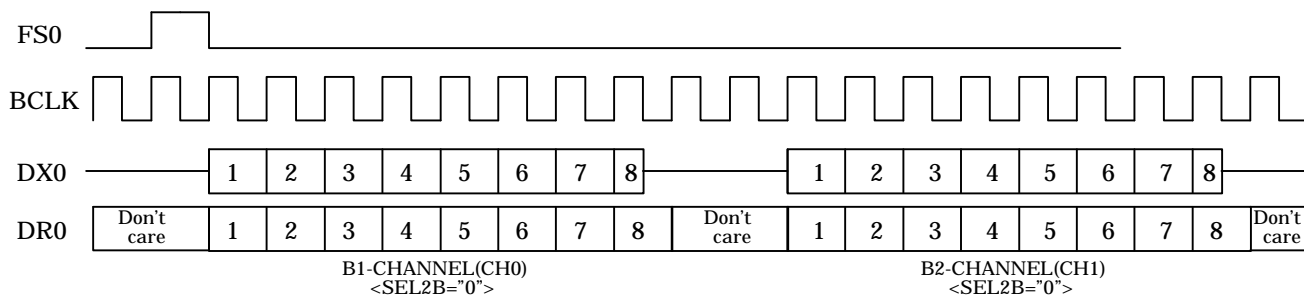 FS0
BCLK
DX0 1 2 3 4 5 6 7 8 1 2 3 4 5 6 7 8
DR0 Don't care 1 2 3 4 5 6 7 8 Don't care 1 2 3 4 5 6 7 8 Don't care
B1-CHANNEL(CH0) B2-CHANNEL(CH1)
<SEL2B="0"> <SEL2B="0">